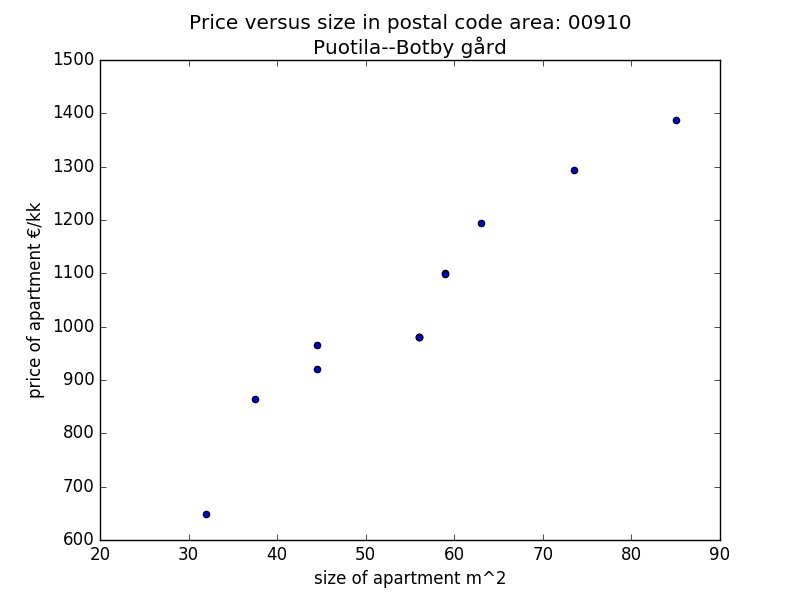 Price versus size in postal code area: 00910
Puotila--Botby gård
1500
1400
1300
1200
1100
1000
900
800
700
600
price of apartment €/kk
20 30 40 50 60 70 80 90
size of apartment m^2